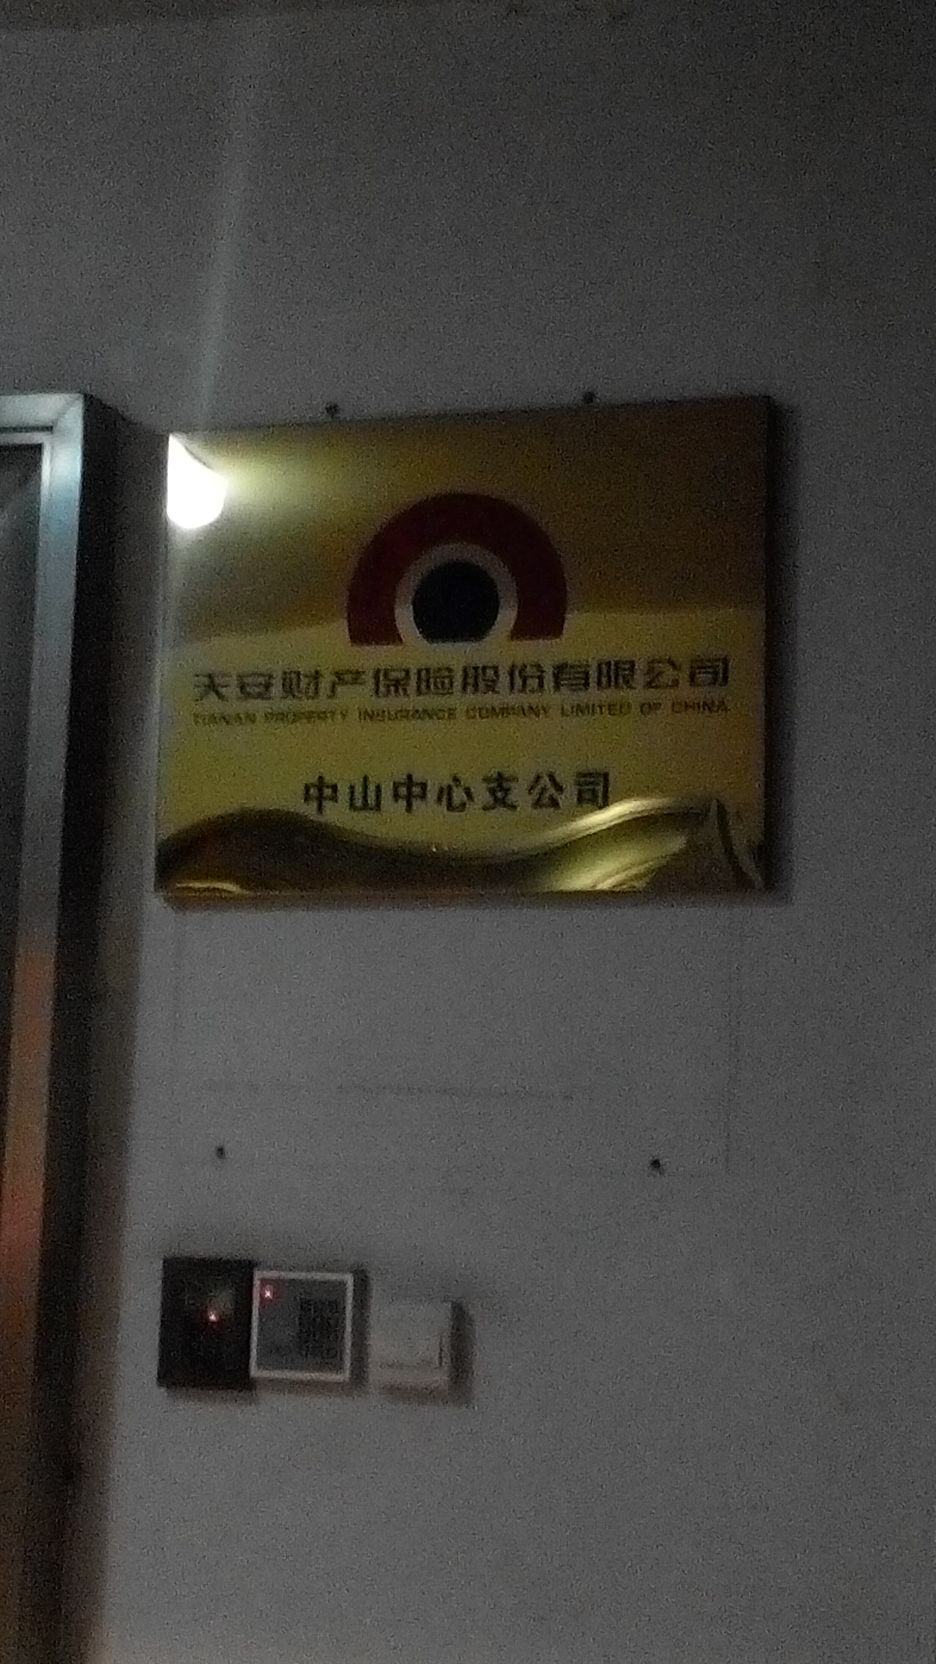 天安财产保险股份有限公司
TIANAN PROPERTY INSURANCE COMPANY LIMITED OF CHINA
中山中心支公司